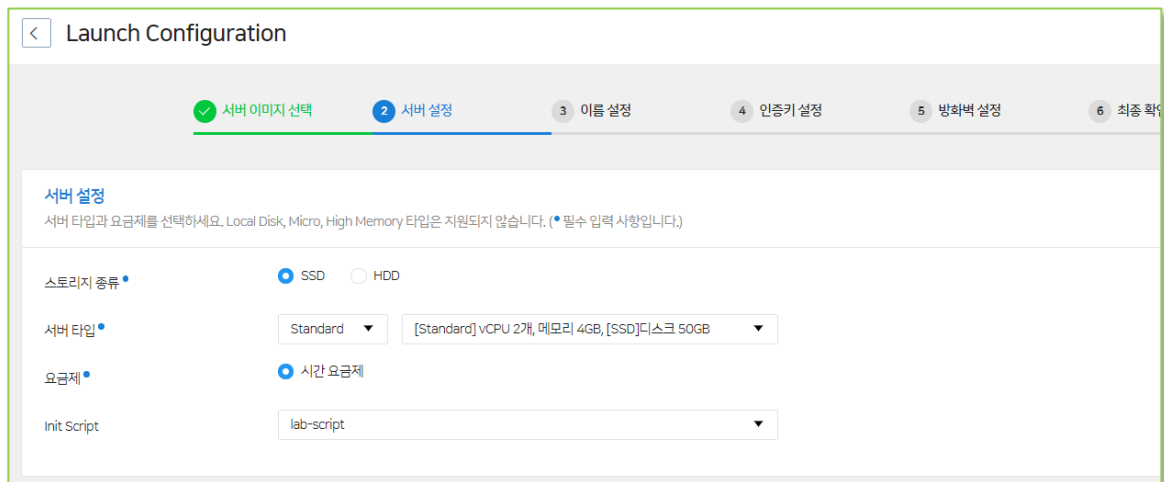 Launch Configuration
서버 이미지 선택
2 서버 설정
3 이름 설정
4 인증키 설정
5 방화벽 설정
6 최종 확인
서버 설정
서버 타입과 요금제를 선택하세요. Local Disk, Micro, High Memory 타입은 지원되지 않습니다. (• 필수 입력 사항입니다.)
스토리지 종류 • SSD HDD
서버 타입 • Standard [Standard] vCPU 2개, 메모리 4GB, [SSD]디스크 50GB
요금제 • 시간 요금제
Init Script lab-script